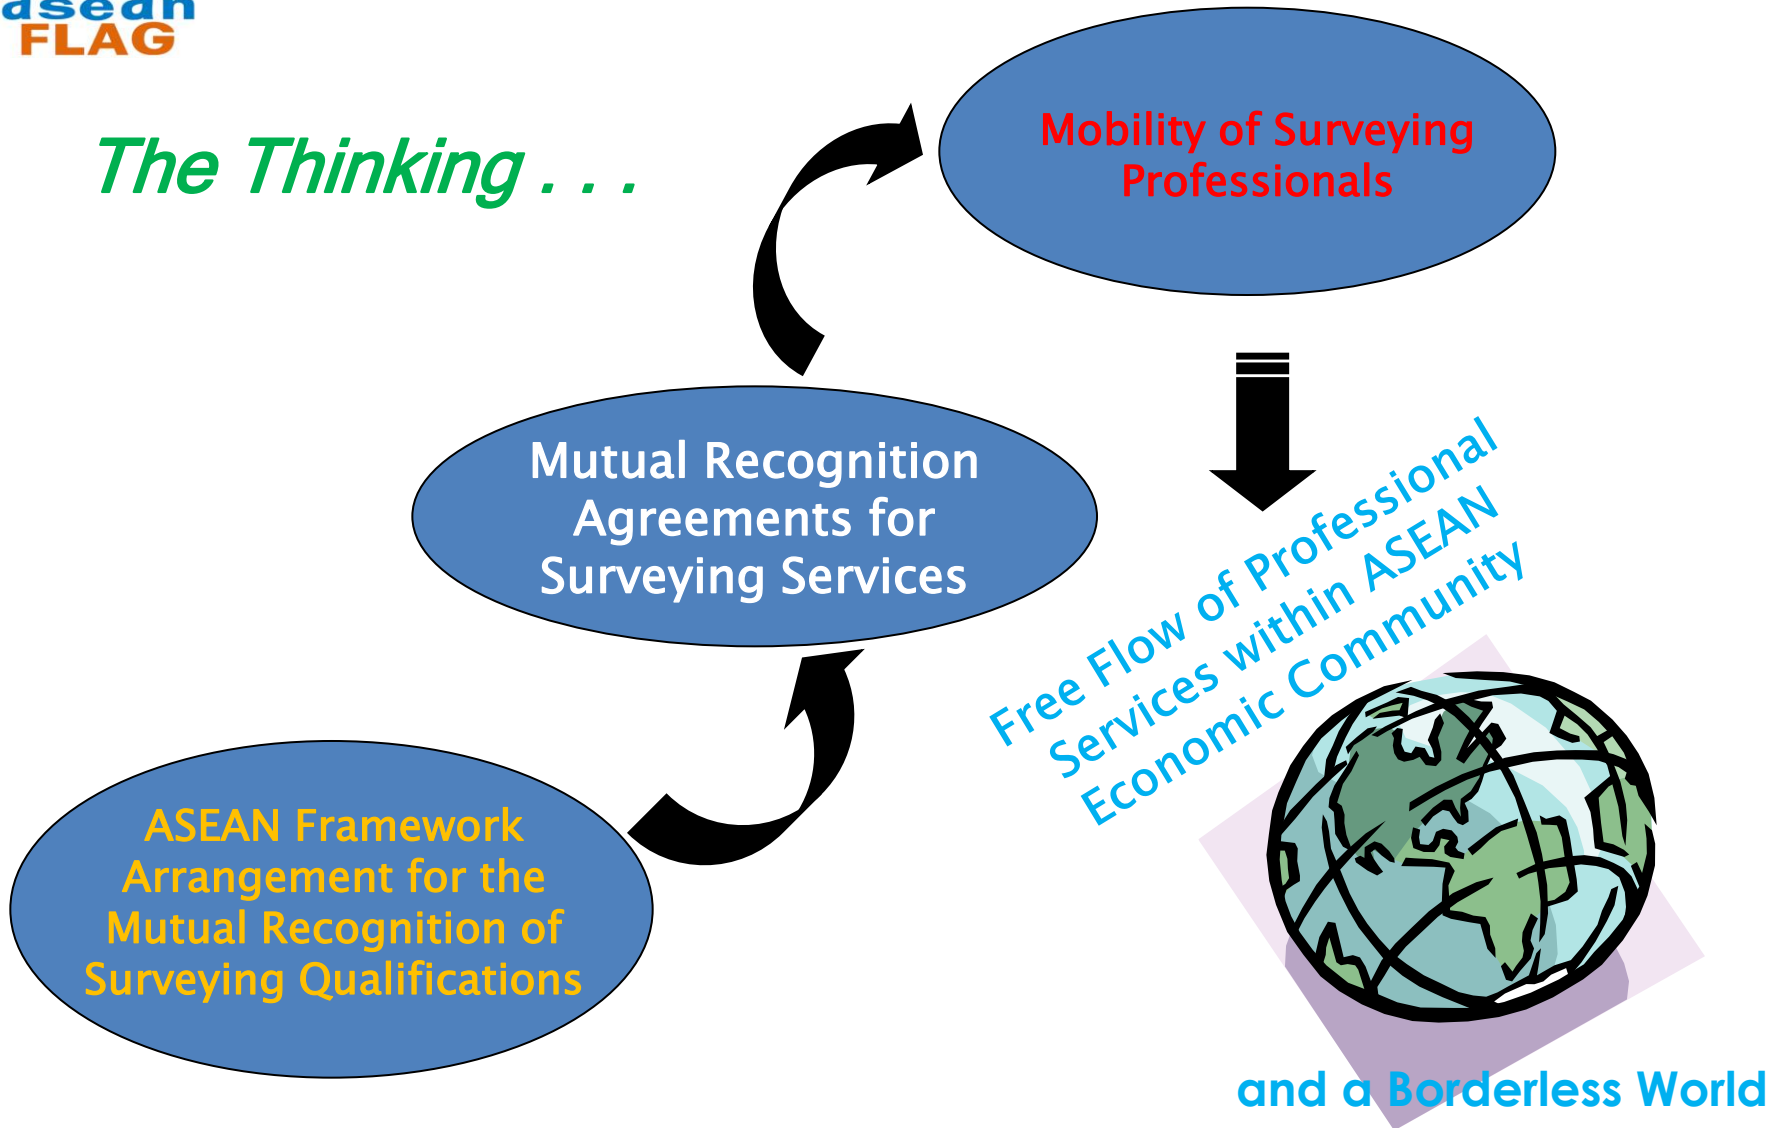 asean
FLAG
The Thinking . . .
Mobility of Surveying
Professionals
Mutual Recognition
Agreements for
Surveying Services
ASEAN Framework
Arrangement for the
Mutual Recognition of
Surveying Qualifications
Free Flow of Professional
Services within ASEAN
Economic Community
and a Borderless World